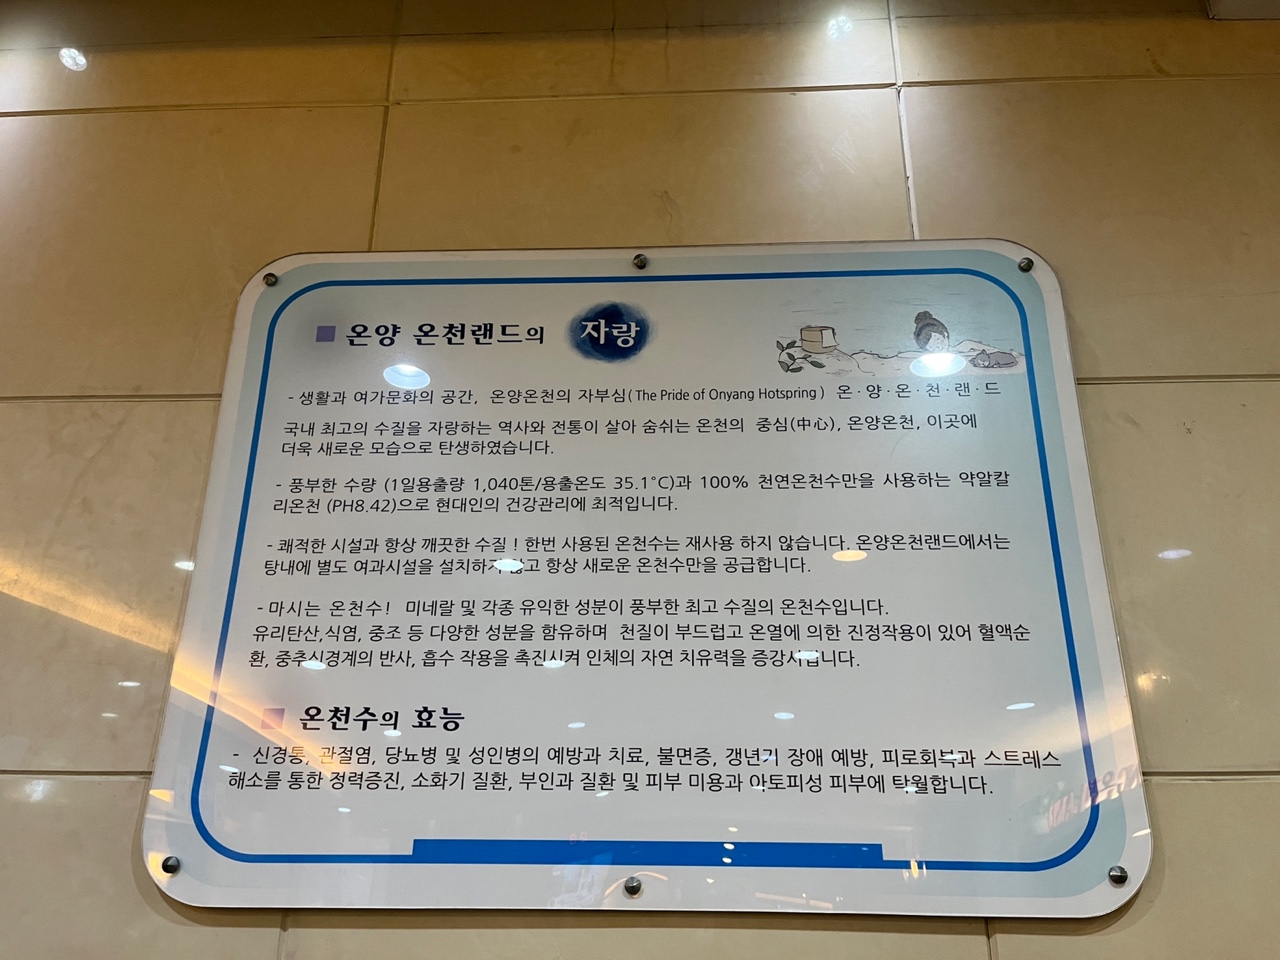 ■ 온양 온천랜드의 자랑
- 생활과 여가문화의 공간, 온양온천의 자부심(The Pride of Onyang Hotspring) 온·양·온·천·랜·드
국내 최고의 수질을 자랑하는 역사와 전통이 살아 숨쉬는 온천의 중심(中心), 온양온천, 이곳에
더욱 새로운 모습으로 탄생하였습니다.
- 풍부한 수량 (1일용출량 1,040톤/용출온도 35.1°C)과 100% 천연온천수만을 사용하는 약알칼
리온천 (PH8.42)으로 현대인의 건강관리에 최적입니다.
- 쾌적한 시설과 항상 깨끗한 수질 ! 한번 사용된 온천수는 재사용 하지 않습니다. 온양온천랜드에서는
탕내에 별도 여과시설을 설치하지 않고 항상 새로운 온천수만을 공급합니다.
- 마시는 온천수! 미네랄 및 각종 유익한 성분이 풍부한 최고 수질의 온천수입니다.
유리탄산,식염, 중조 등 다양한 성분을 함유하며 천질이 부드럽고 온열에 의한 진정작용이 있어 혈액순
환, 중추신경계의 반사, 흡수 작용을 촉진시켜 인체의 자연 치유력을 증강시킵니다.
■ 온천수의 효능
- 신경통, 관절염, 당뇨병 및 성인병의 예방과 치료, 불면증, 갱년기 장애 예방, 피로회복과 스트레스
해소를 통한 정력증진, 소화기 질환, 부인과 질환 및 피부 미용과 아토피성 피부에 탁월합니다.